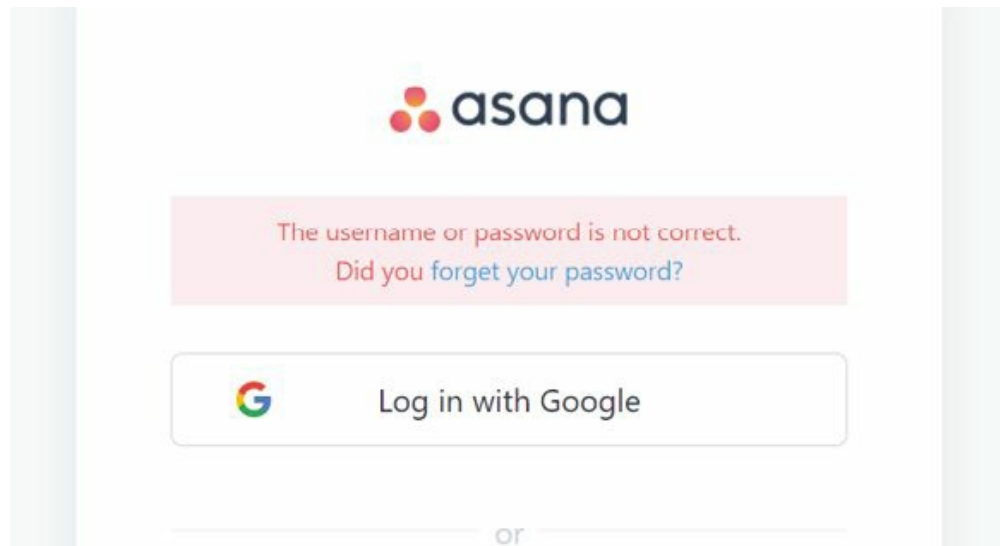 asana
The username or password is not correct.
Did you forget your password?
Log in with Google
or